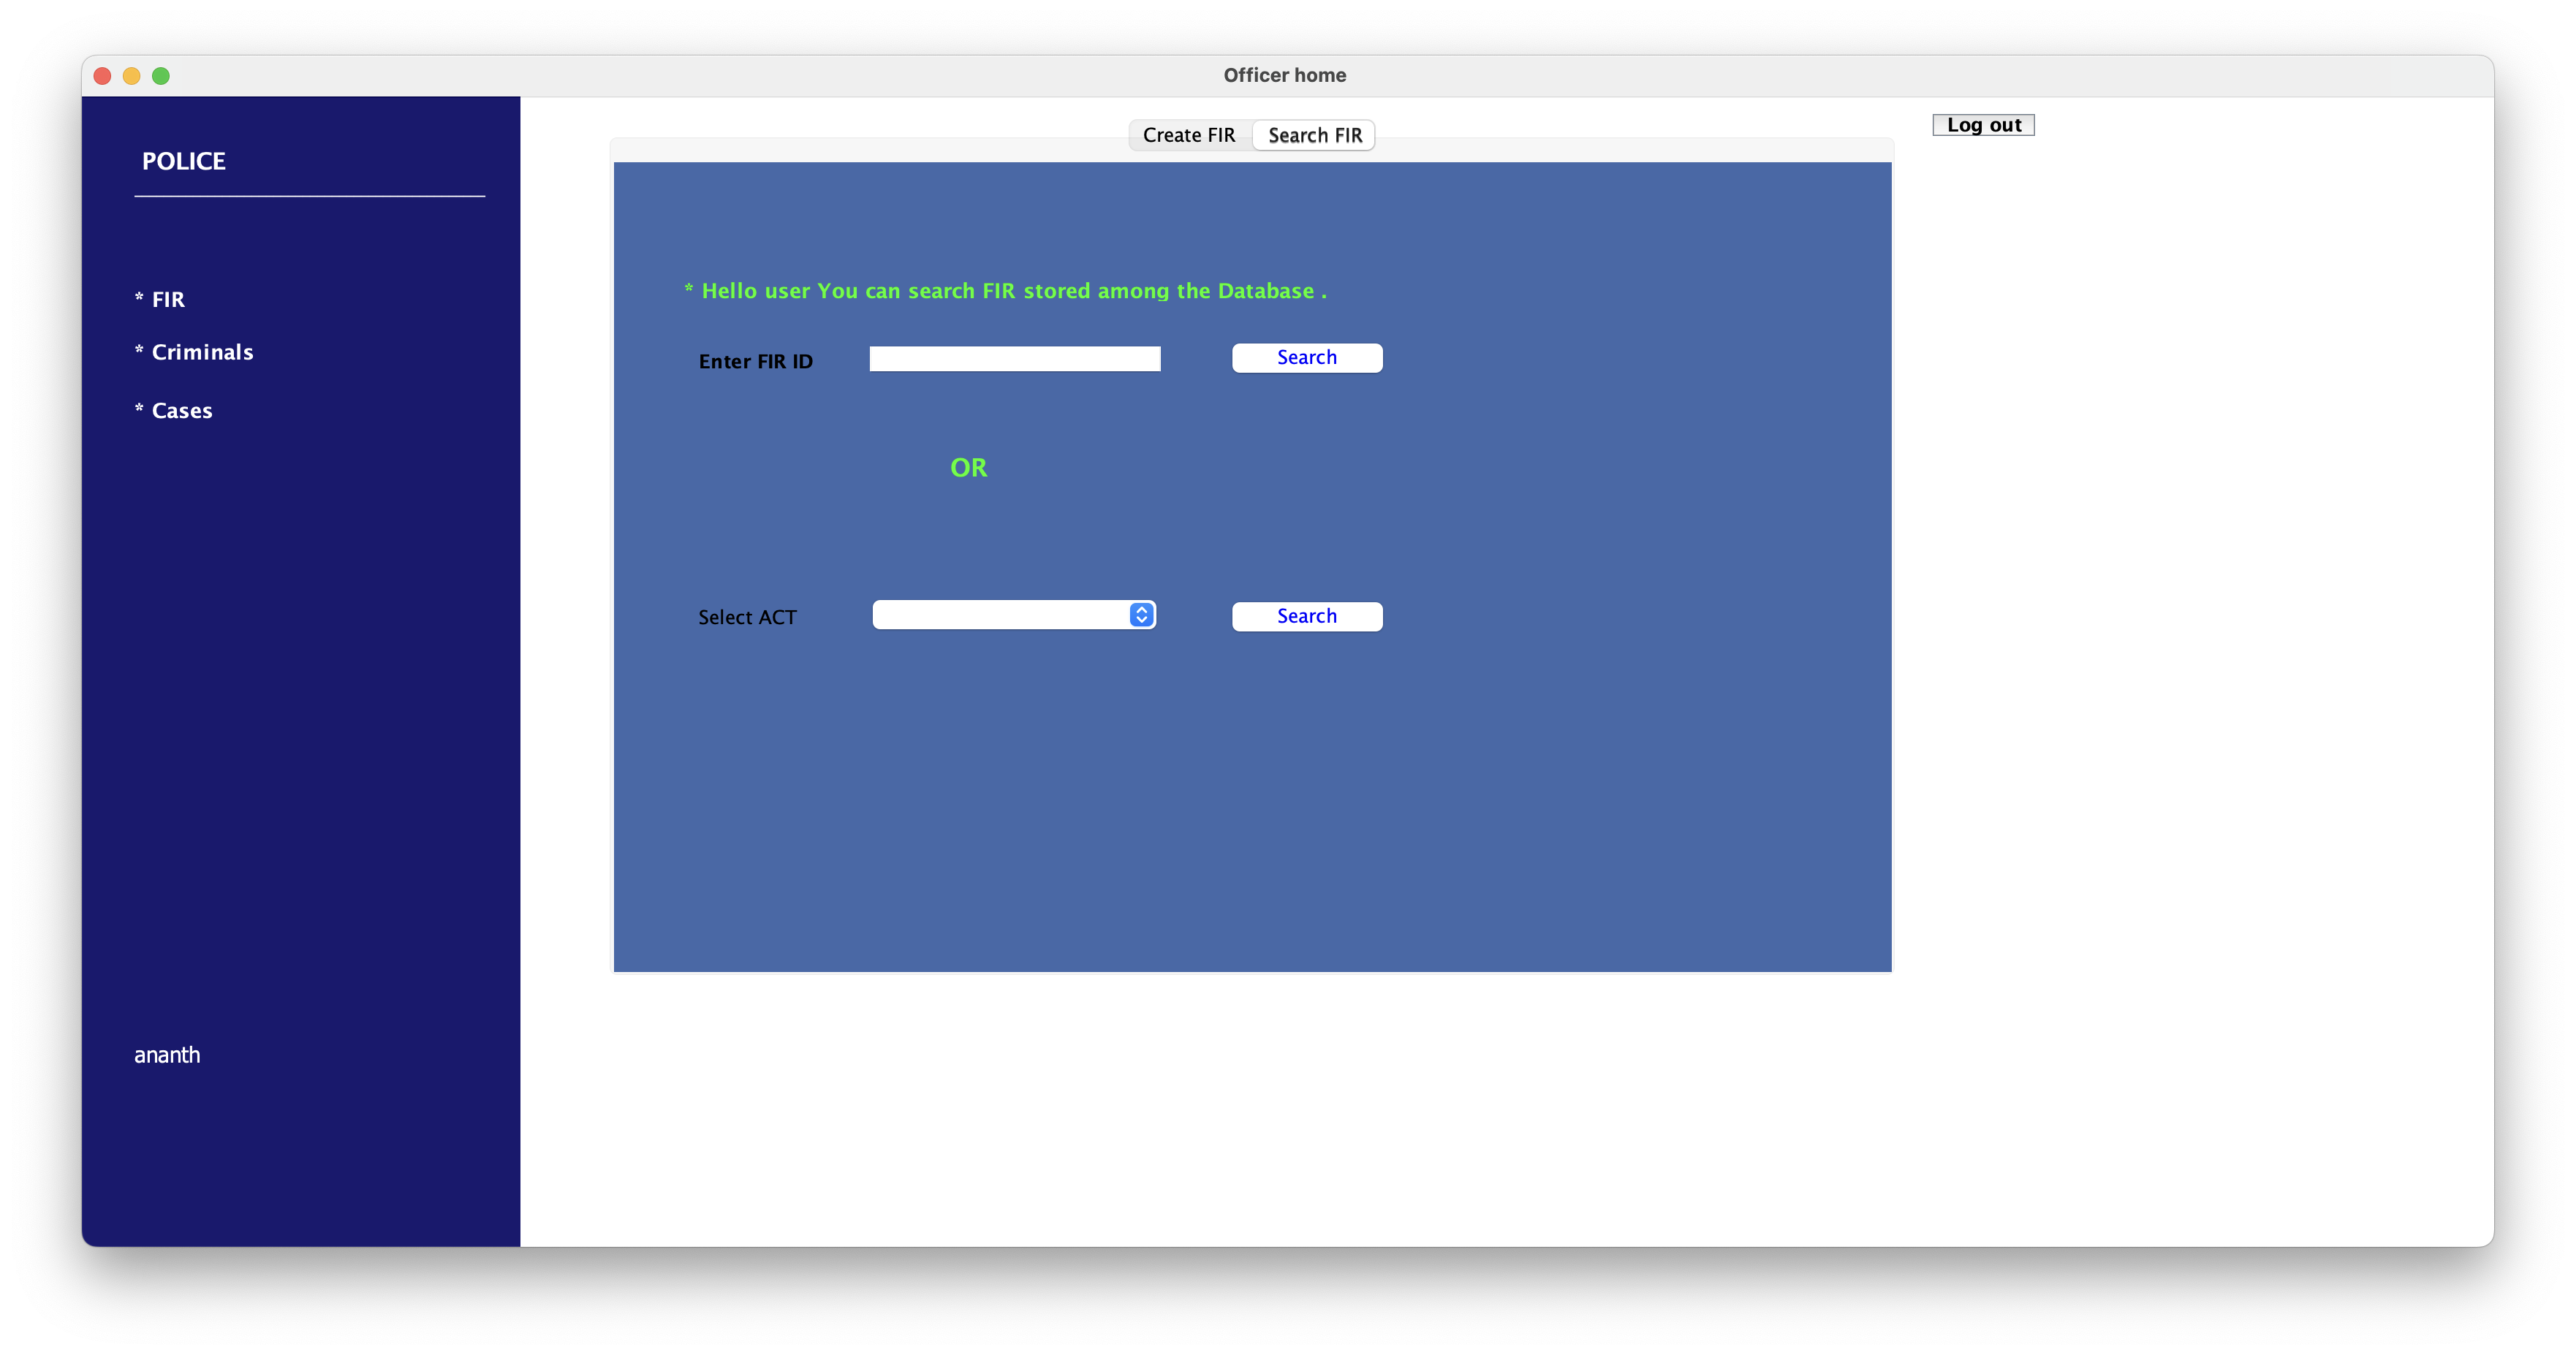 Officer home
POLICE
* FIR
* Criminals
* Cases
ananth
Create FIR
Search FIR
Log out
* Hello user You can search FIR stored among the Database .
Enter FIR ID
Search
OR
Select ACT
Search